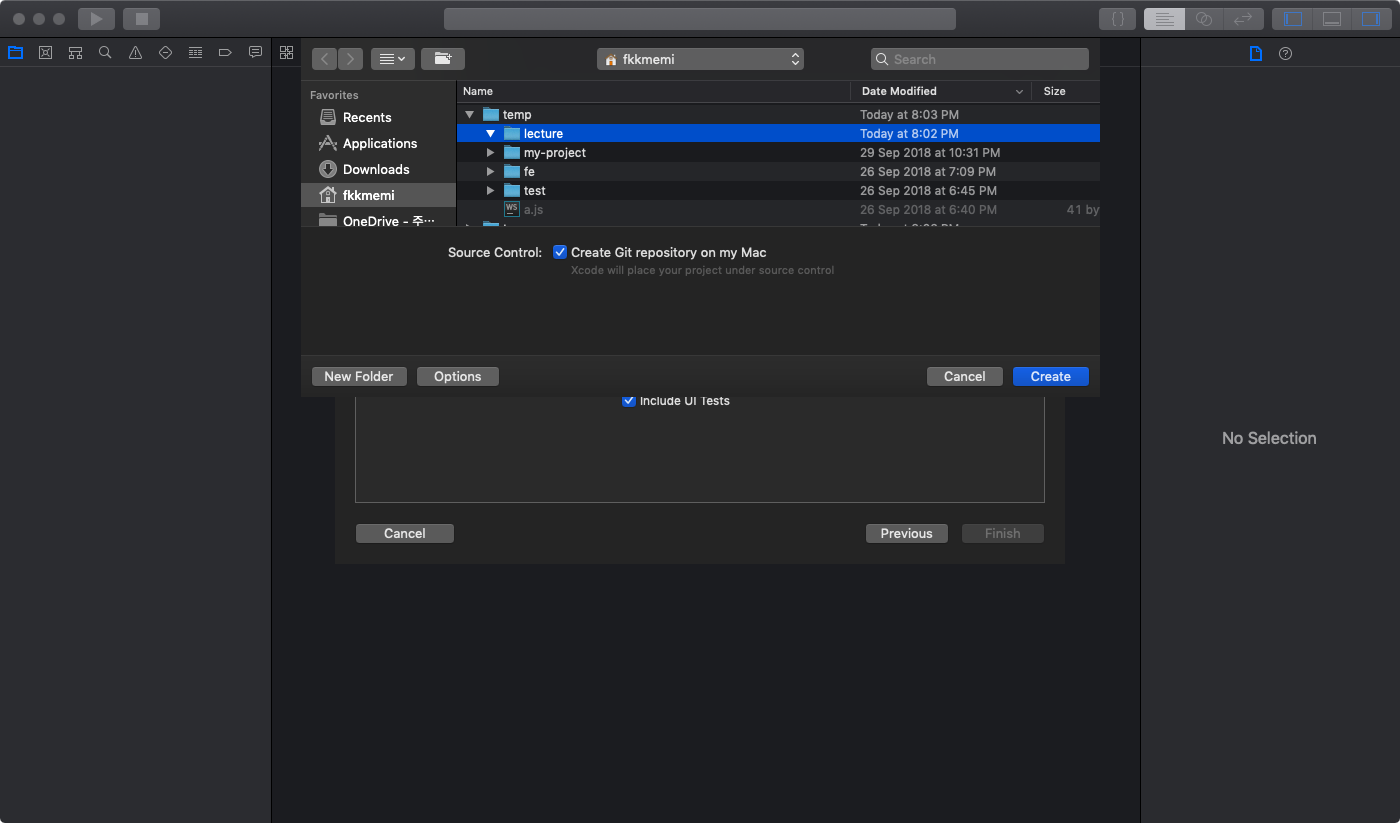 { }
fkkmemi
Search
Favorites
Recents
Applications
Downloads
fkkmemi
OneDrive - 주…
Name Date Modified Size
temp Today at 8:03 PM
lecture Today at 8:02 PM
my-project 29 Sep 2018 at 10:31 PM
fe 26 Sep 2018 at 7:09 PM
test 26 Sep 2018 at 6:45 PM
WS a.js 26 Sep 2018 at 6:40 PM 41 by
Source Control: Create Git repository on my Mac
Xcode will place your project under source control
New Folder Options Cancel Create
Include UI Tests
No Selection
Cancel Previous Finish